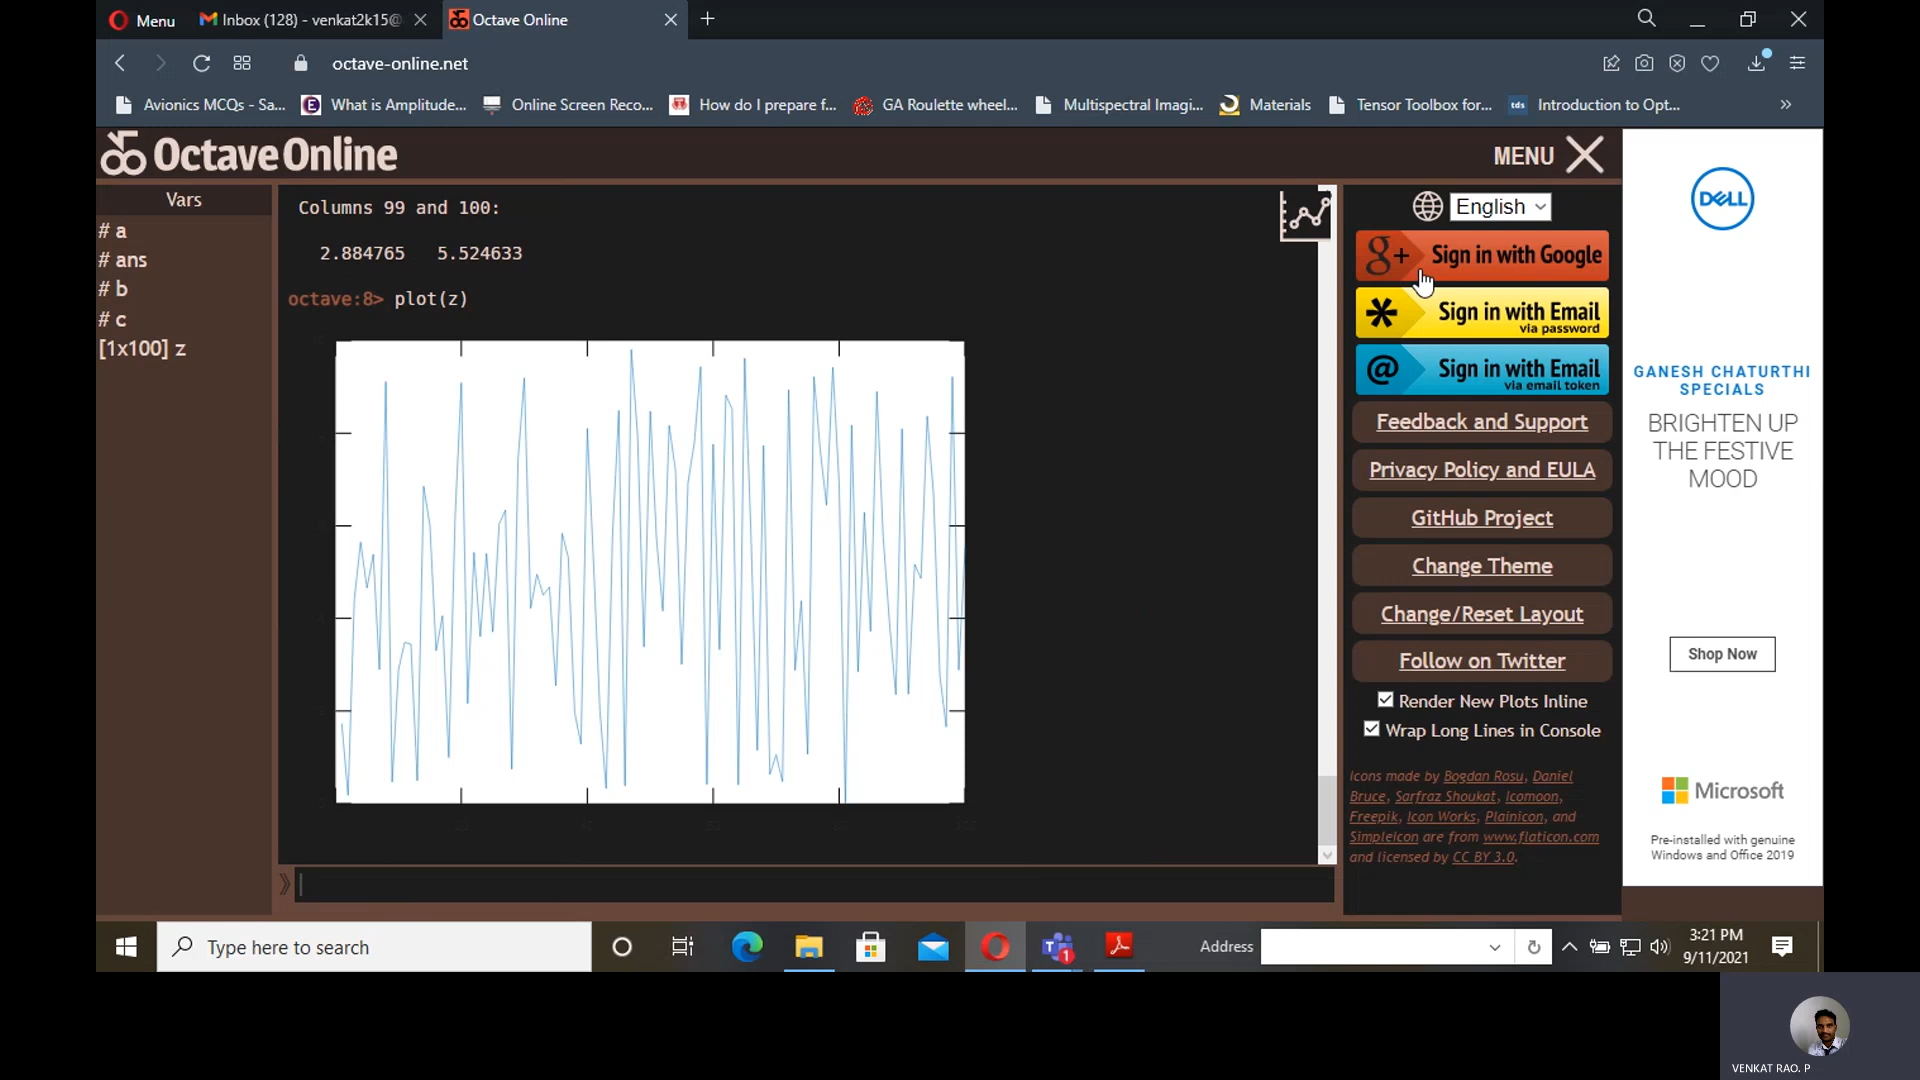 Menu
Inbox (128) - venkat2k15@
Octave Online
octave-online.net
Avionics MCQs - Sa...
What is Amplitude...
Online Screen Reco...
How do I prepare f...
GA Roulette wheel...
Multispectral Imagi...
Materials
Tensor Toolbox for...
tds
Introduction to Opt...
Octave Online
MENU
Vars
# a
# ans
# b
# c
[1x100] z
Columns 99 and 100:
2.884765 5.524633
octave:8> plot(z)
English
g+ Sign in with Google
Sign in with Email
via password
@ Sign in with Email
via email token
Feedback and Support
Privacy Policy and EULA
GitHub Project
Change Theme
Change/Reset Layout
Follow on Twitter
Render New Plots Inline
Wrap Long Lines in Console
Icons made by Bogdan Rosu, Daniel
Bruce, Sarfraz Shoukat, Icomoon,
Freepik, Icon Works, Plainicon, and
SimpleIcon are from www.flaticon.com
and licensed by CC BY 3.0.
DELL
GANESH CHATURTHI
SPECIALS
BRIGHTEN UP
THE FESTIVE
MOOD
Shop Now
Microsoft
Pre-installed with genuine
Windows and Office 2019
Type here to search
1
Address
3:21 PM
9/11/2021
VENKAT RAO. P